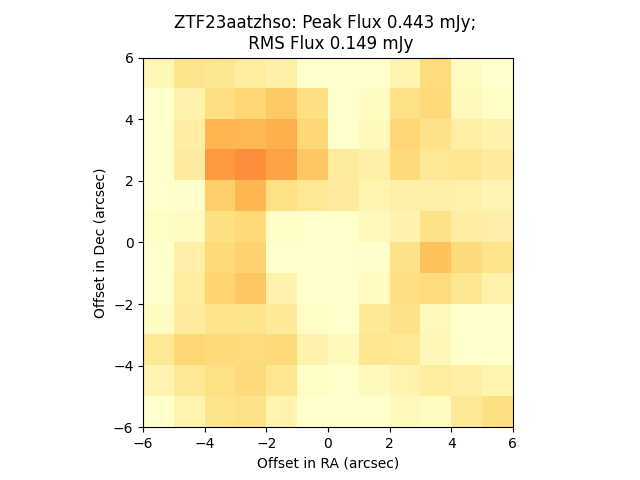 ZTF23aatzhso: Peak Flux 0.443 mJy;
RMS Flux 0.149 mJy
6
4
2
0
−2
−4
−6
Offset in Dec (arcsec)
−6 −4 −2 0 2 4 6
Offset in RA (arcsec)